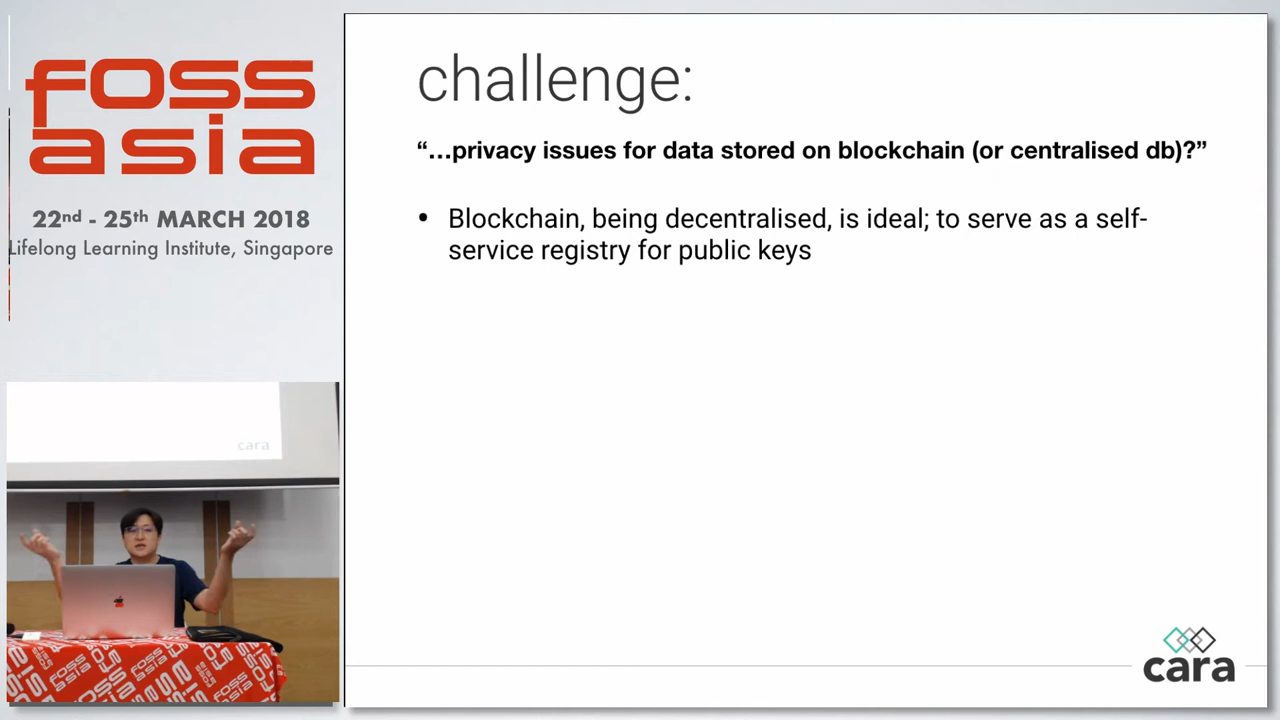 foss
asia
22nd - 25th MARCH 2018
Lifelong Learning Institute, Singapore
challenge:
“…privacy issues for data stored on blockchain (or centralised db)?”
• Blockchain, being decentralised, is ideal; to serve as a self-
service registry for public keys
cara
cara